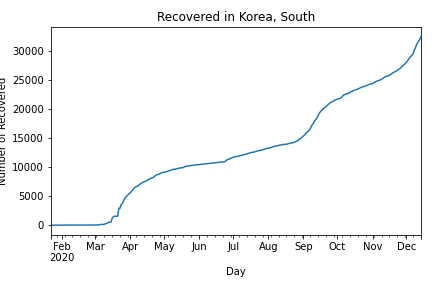 Recovered in Korea, South
Number of Recovered
30000
25000
20000
15000
10000
5000
0
Feb Mar Apr May Jun Jul Aug Sep Oct Nov Dec
2020
Day